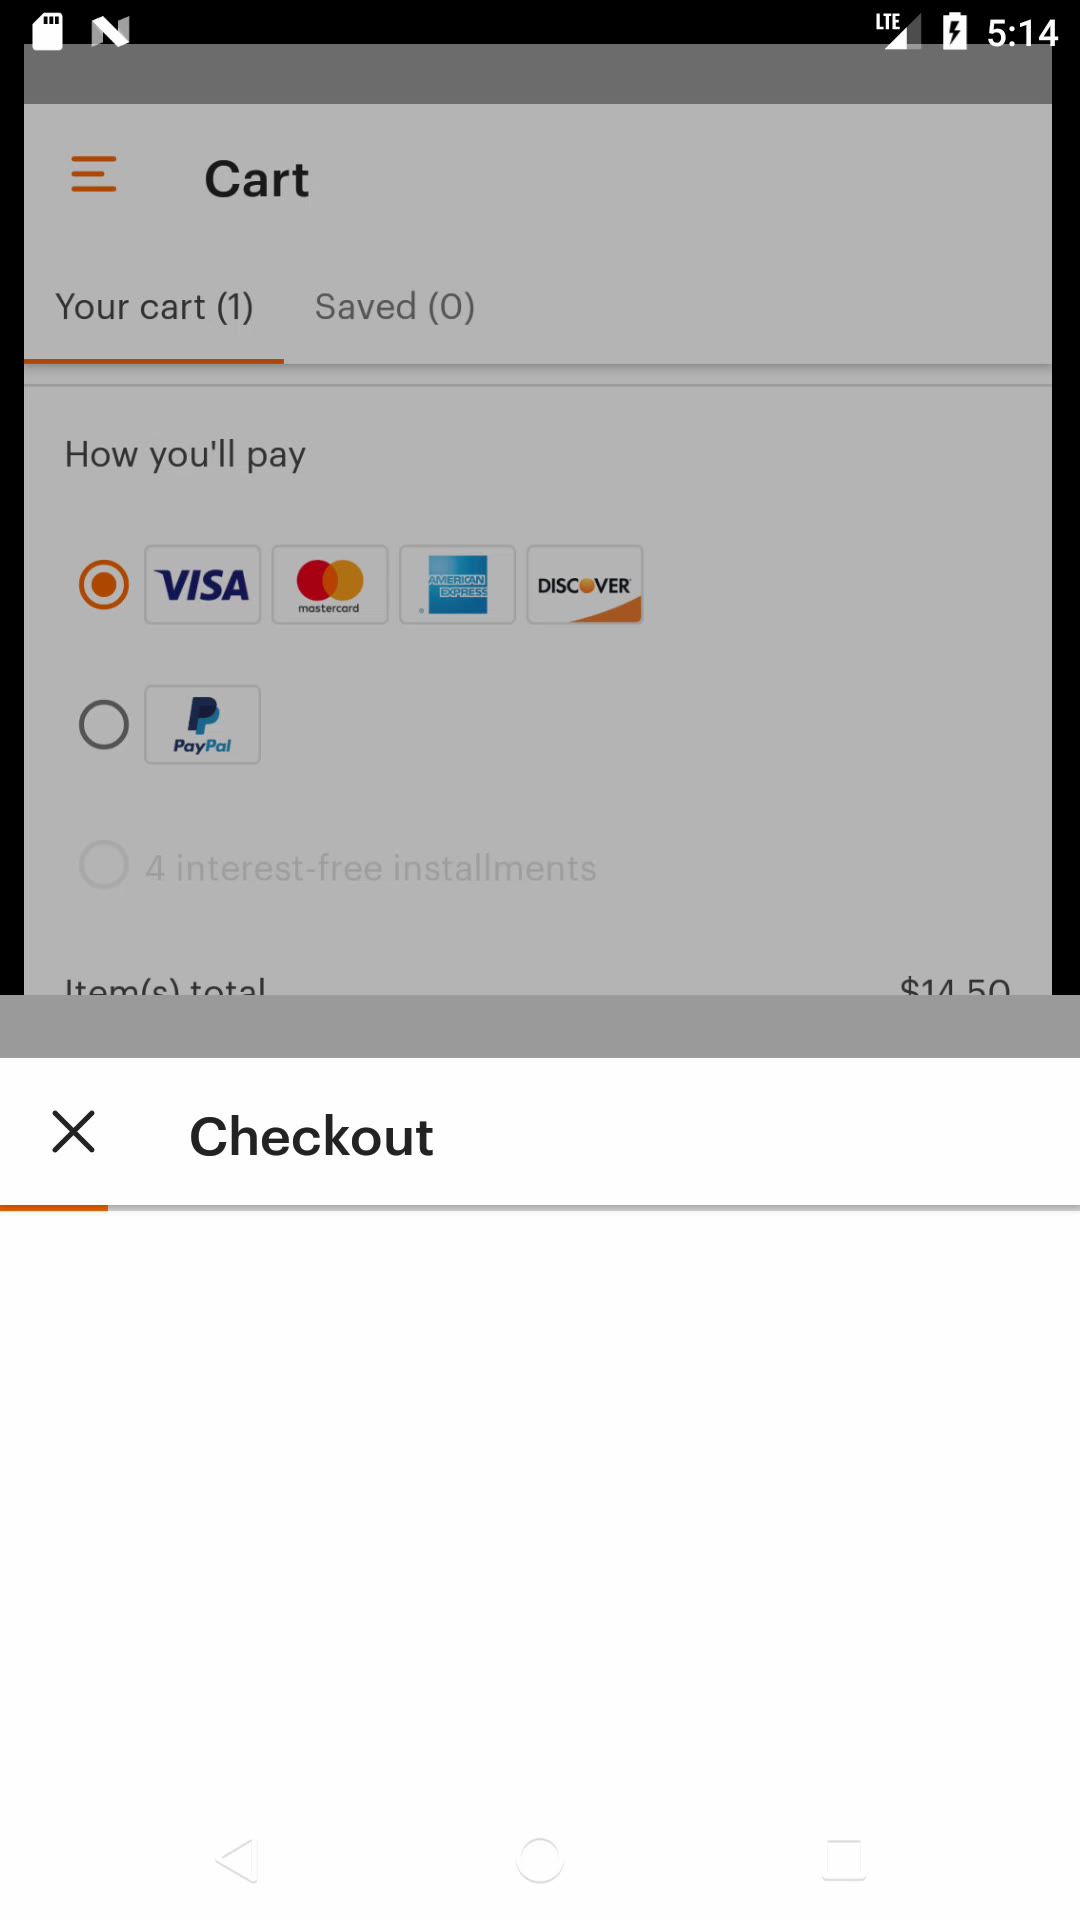 LTE 5:14
Cart
Your cart (1) Saved (0)
How you'll pay
VISA mastercard AMERICAN EXPRESS DISCOVER
PayPal
4 interest-free installments
Item(s) total $14.50
Checkout